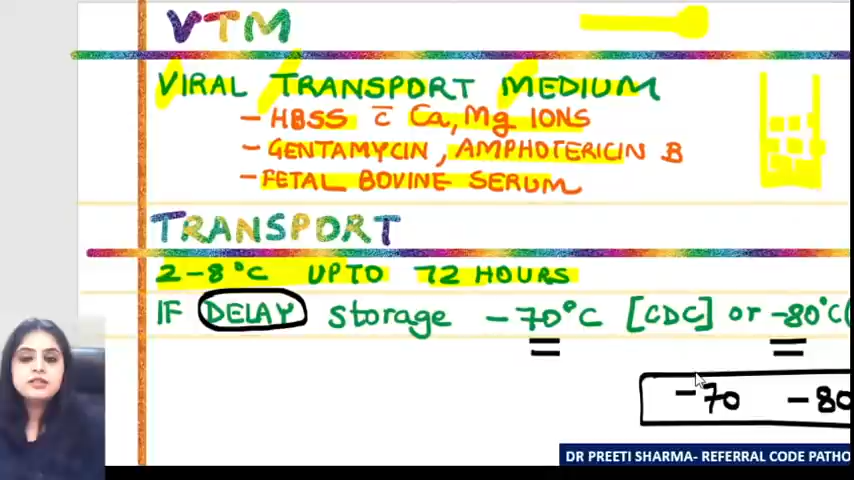 VTM
VIRAL TRANSPORT MEDIUM
- HBSS c̄ Ca, Mg IONS
- GENTAMYCIN, AMPHOTERICIN B
- FETAL BOVINE SERUM
TRANSPORT
2-8°C UPTO 72 HOURS
IF DELAY storage -70°C [CDC] or -80°C(
-70 -80
DR PREETI SHARMA- REFERRAL CODE PATHO